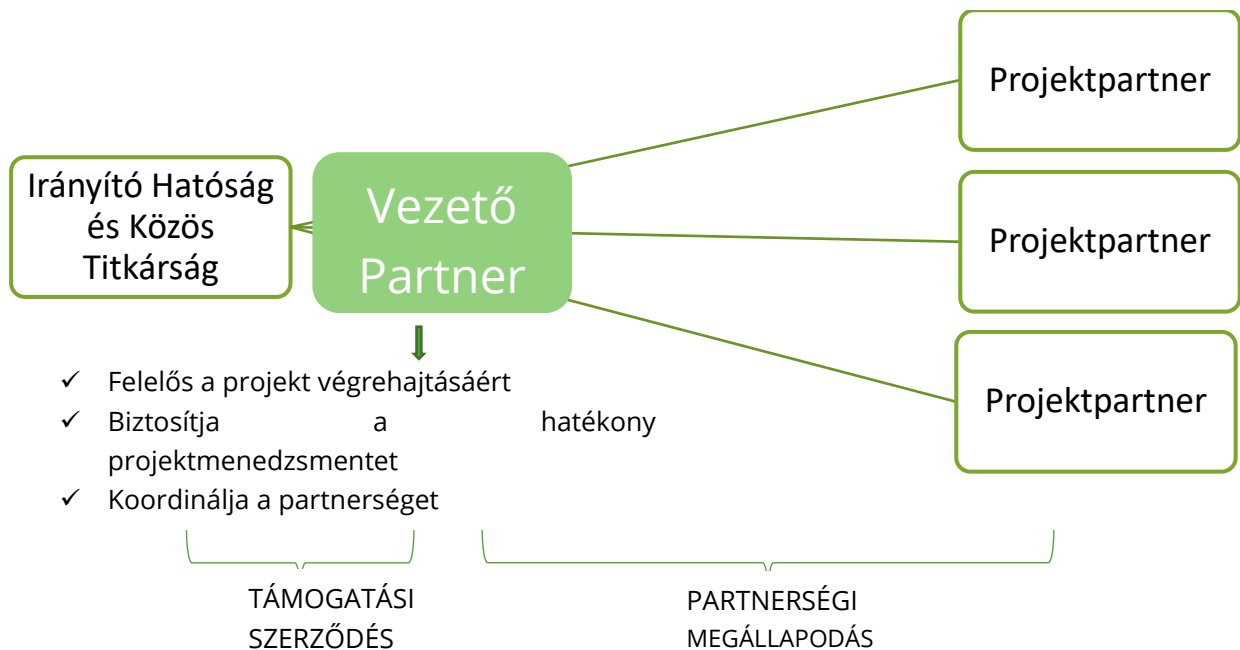 Projektpartner
Irányító Hatóság
és Közös
Titkárság
Vezető
Partner
Projektpartner
Projektpartner
✓ Felelős a projekt végrehajtásáért
✓ Biztosítja a hatékony
projektmenedzsmentet
✓ Koordinálja a partnerséget
TÁMOGATÁSI
SZERZŐDÉS
PARTNERSÉGI
MEGÁLLAPODÁS